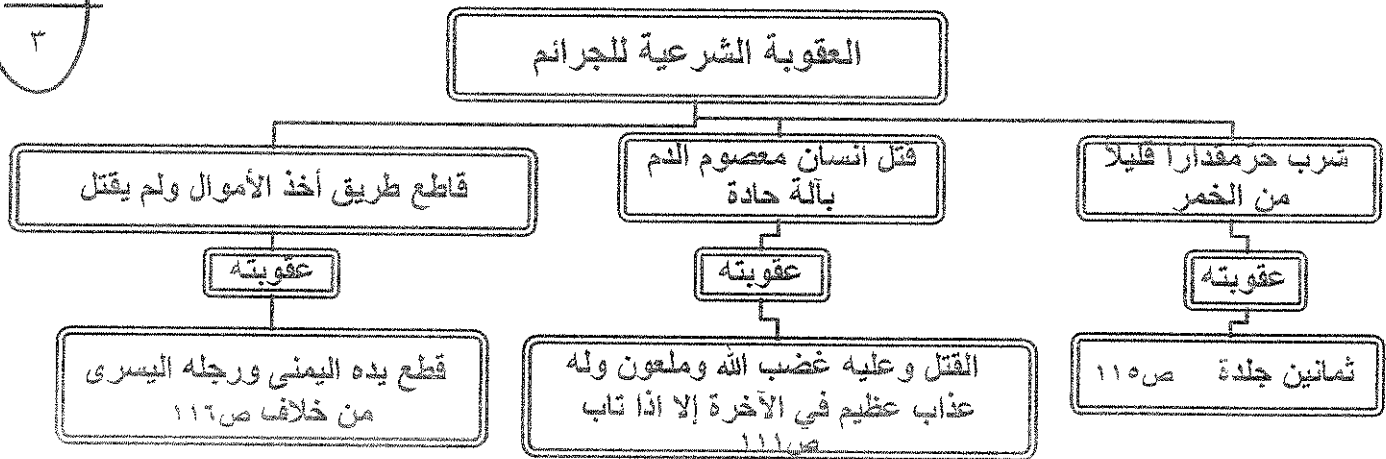 ٣
العقوبة الشرعية للجرائم
شرب حر مقدارا قليلا
من الخمر
قتل انسان معصوم الدم
بآلة حادة
قاطع طريق أخذ الأموال ولم يقتل
عقوبته
عقوبته
عقوبته
ثمانين جلدة ص١١٥
القتل وعليه غضب الله وملعون وله
عذاب عظيم في الآخرة إلا اذا تاب
ص١١١
قطع يده اليمنى ورجله اليسرى
من خلاف ص١١٦